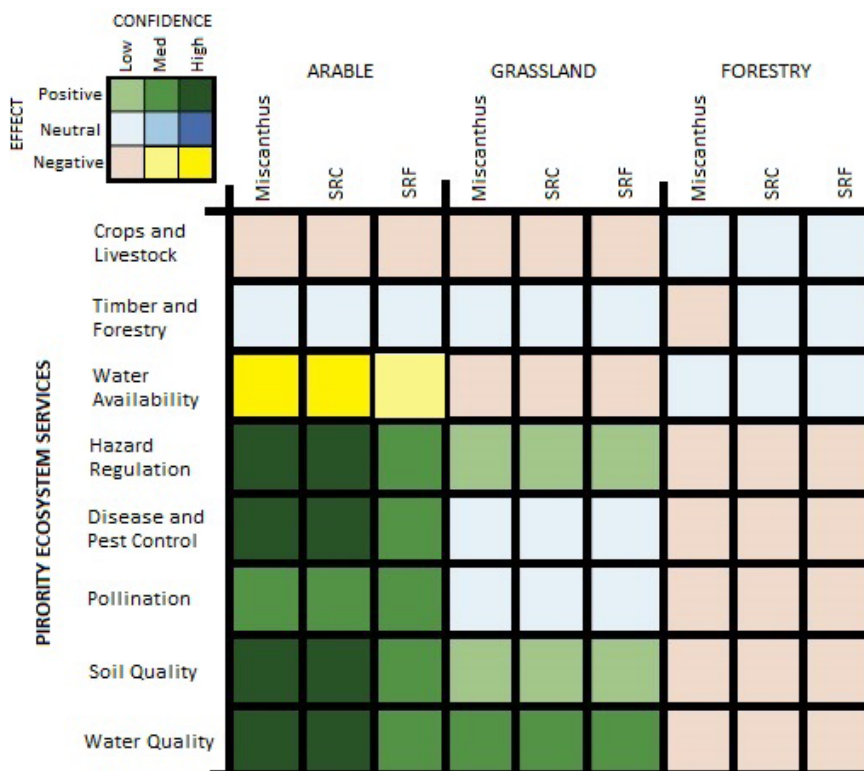 CONFIDENCE
Low
Med
High
EFFECT
Positive
Neutral
Negative
ARABLE
GRASSLAND
FORESTRY
Miscanthus
SRC
SRF
Miscanthus
SRC
SRF
Miscanthus
SRC
SRF
PIRORITY ECOSYSTEM SERVICES
Crops and
Livestock
Timber and
Forestry
Water
Availability
Hazard
Regulation
Disease and
Pest Control
Pollination
Soil Quality
Water Quality